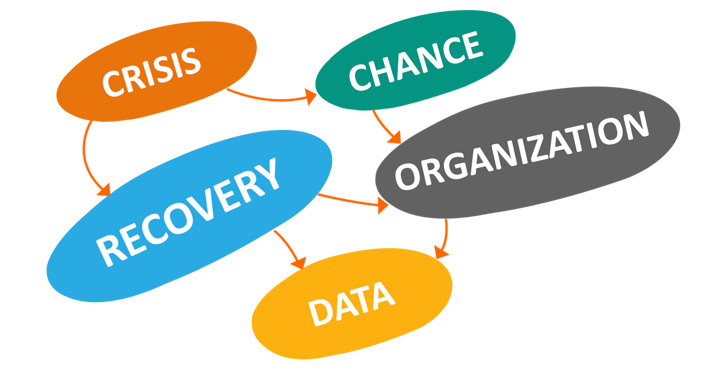 CRISIS
CHANCE
ORGANIZATION
RECOVERY
DATA